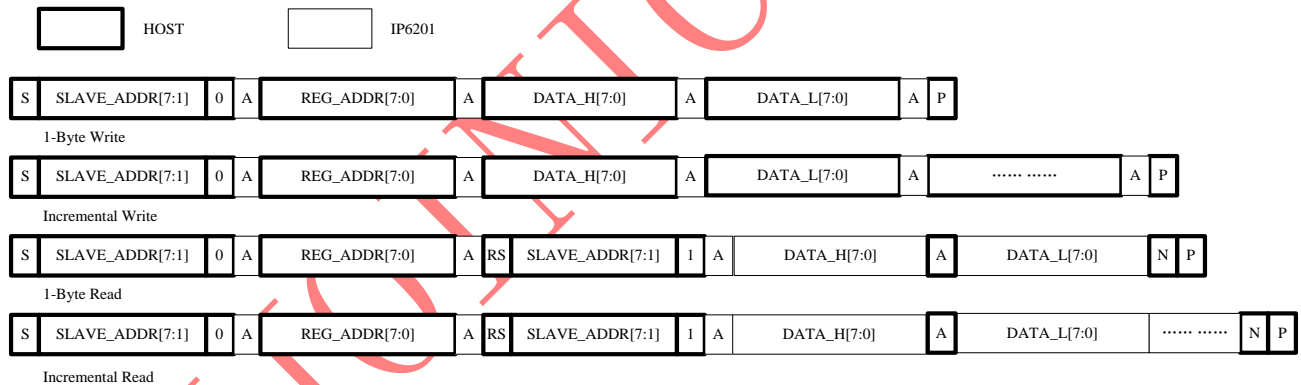 HOST IP6201
S SLAVE_ADDR[7:1] 0 A REG_ADDR[7:0] A DATA_H[7:0] A DATA_L[7:0] A P
1-Byte Write
S SLAVE_ADDR[7:1] 0 A REG_ADDR[7:0] A DATA_H[7:0] A DATA_L[7:0] A ...... ...... A P
Incremental Write
S SLAVE_ADDR[7:1] 0 A REG_ADDR[7:0] A RS SLAVE_ADDR[7:1] 1 A DATA_H[7:0] A DATA_L[7:0] N P
1-Byte Read
S SLAVE_ADDR[7:1] 0 A REG_ADDR[7:0] A RS SLAVE_ADDR[7:1] 1 A DATA_H[7:0] A DATA_L[7:0] ...... ...... N P
Incremental Read